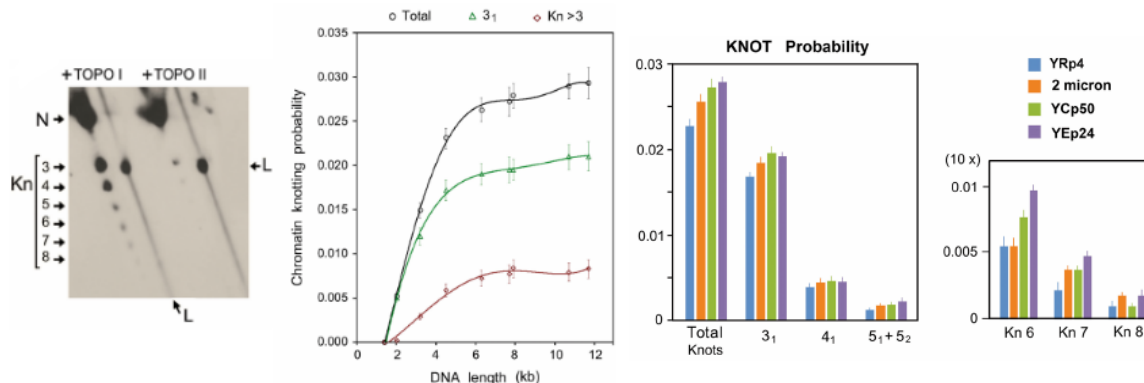 +TOPO I +TOPO II
N
3
L
Kn
4
5
6
7
8
L
Total 3₁ Kn >3
Chromatin knotting probability
0.035
0.030
0.025
0.020
0.015
0.010
0.005
0.000
0 2 4 6 8 10 12
DNA length (kb)
KNOT Probability
0.03
0.02
0.01
0
Total
Knots
3₁ 4₁ 5₁ + 5₂
YRp4
2 micron
YCp50
YEp24
(10 x)
0.01
0.005
0
Kn 6 Kn 7 Kn 8